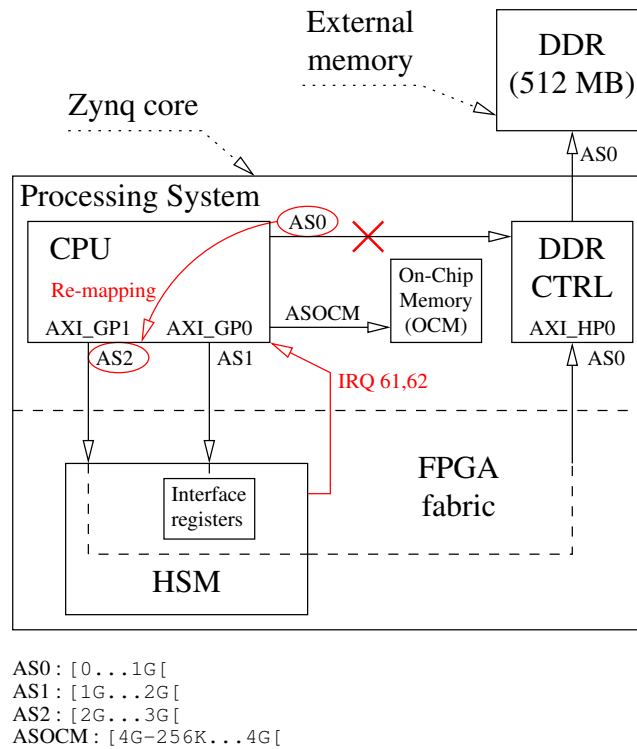 External
memory
DDR
(512 MB)
Zynq core
AS0
Processing System
CPU
AS0
DDR
CTRL
Re-mapping
On-Chip
Memory
(OCM)
ASOCM
AXI_GP1
AXI_GP0
AXI_HP0
AS2
AS1
AS0
IRQ 61,62
FPGA
fabric
Interface
registers
HSM
AS0 : [0...1G[
AS1 : [1G...2G[
AS2 : [2G...3G[
ASOCM : [4G-256K...4G[